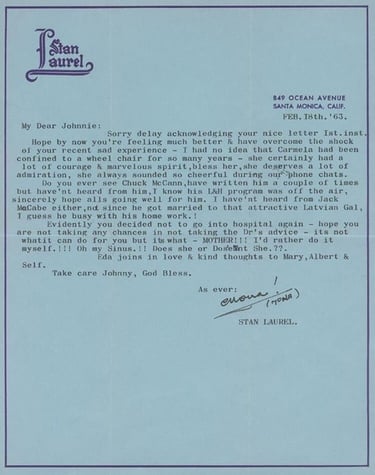 Stan
Laurel
849 OCEAN AVENUE
SANTA MONICA, CALIF.
FEB.18th.'63.
My Dear Johnnie:
Sorry delay acknowledging your nice letter 1st.inst.
Hope by now you're feeling much better & have overcome the shock
of your recent sad experience - I had no idea that Carmela had been
confined to a wheel chair for so many years - she certainly had a
lot of courage & marvelous spirit,bless her,she deserves a lot of
admiration, she always sounded so cheerful during our phone chats.
Do you ever see Chuck McCann,have written him a couple of times
but have'nt heard from him,I know his L&H program was off the air,
sincerely hope alls going well for him. I have'nt heard from Jack
McCabe either,not since he got married to that attractive Latvian Gal,
I guess he busy with his home work.!
Evidently you decided not to go into hospital again - hope you
are not taking any chances in not taking the Dr's advice - its not
whatit can do for you but its what - MOTHER!!! I'd rather do it
myself.!!! Oh my Sinus.!! Does she or Doesent She.??.
Eda joins in love & kind thoughts to Mary,Albert &
Self.
Take care Johnny, God Bless.
As ever:
STAN LAUREL.